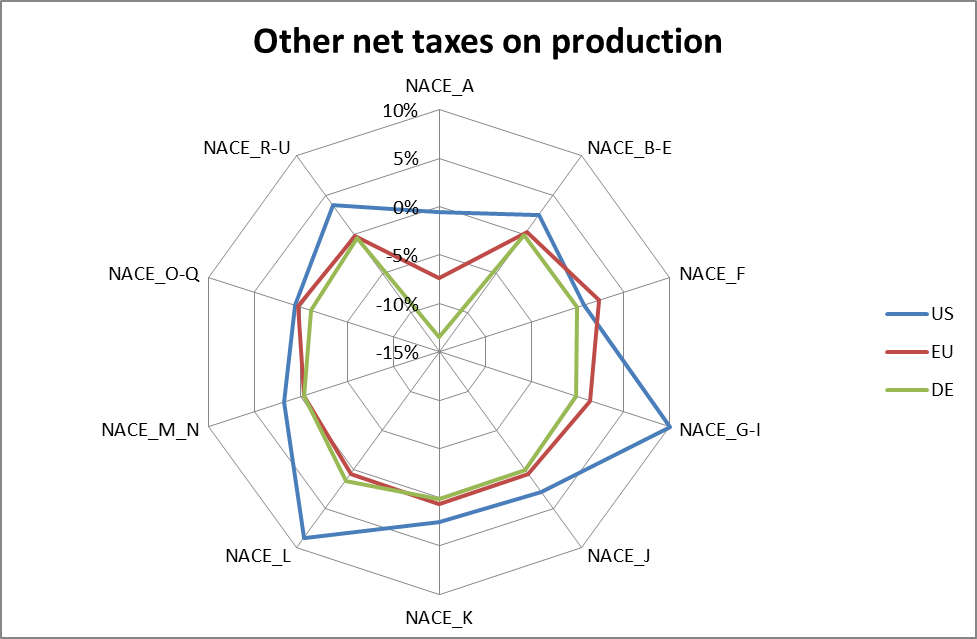 Other net taxes on production
NACE_A
10%
NACE_R-U
NACE_B-E
5%
0%
-5%
NACE_O-Q
NACE_F
-10%
US
-15%
EU
DE
NACE_M_N
NACE_G-I
NACE_L
NACE_J
NACE_K